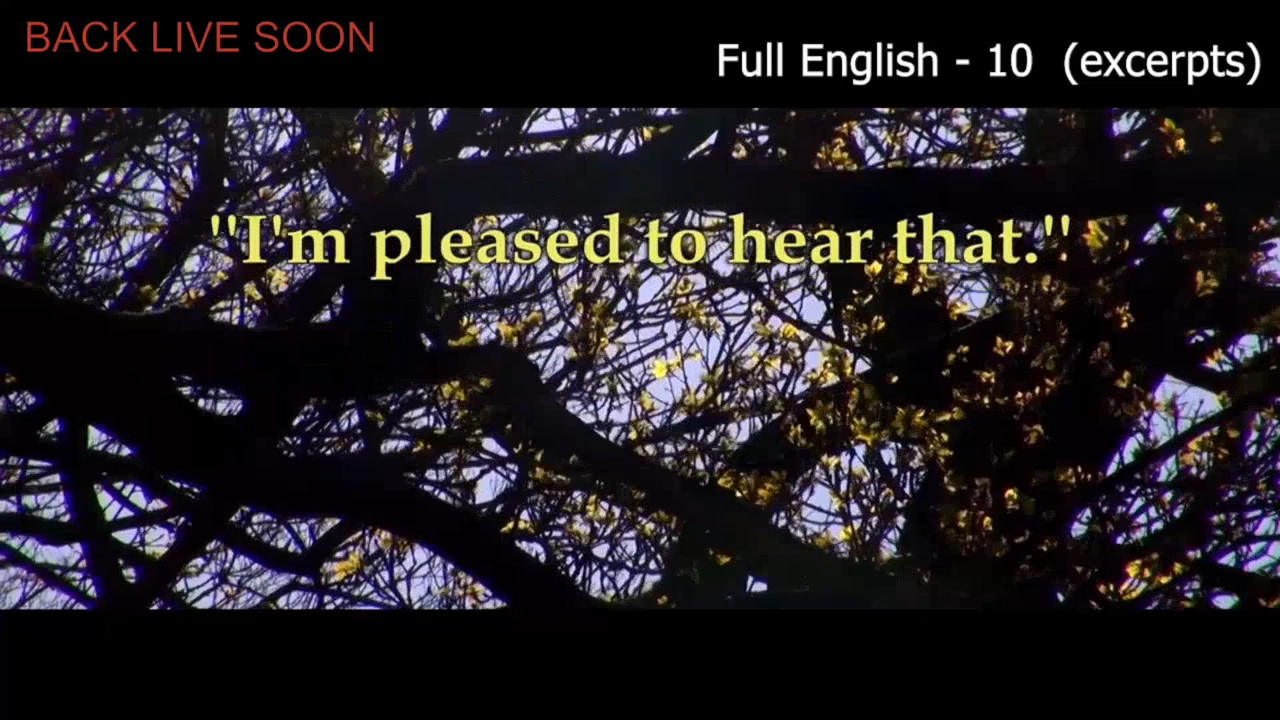 BACK LIVE SOON
Full English - 10  (excerpts)
"I'm pleased to hear that."